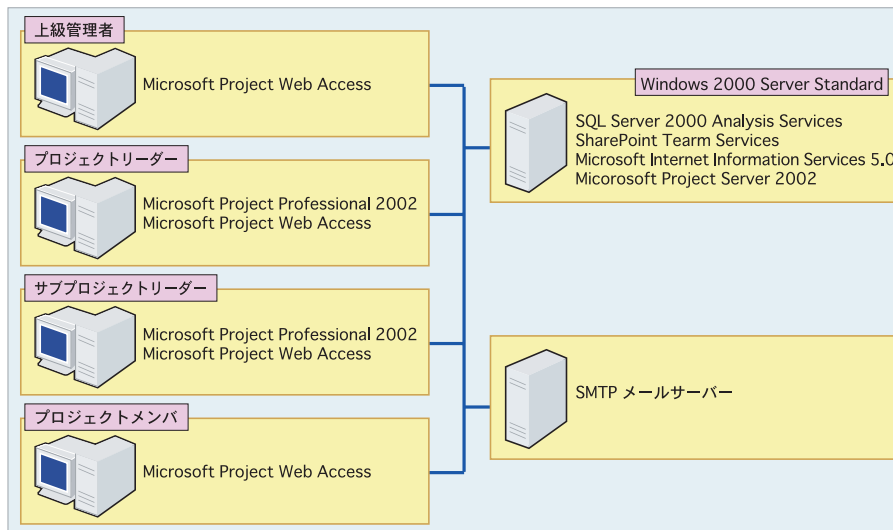 上級管理者
Microsoft Project Web Access
プロジェクトリーダー
Microsoft Project Professional 2002
Microsoft Project Web Access
サブプロジェクトリーダー
Microsoft Project Professional 2002
Microsoft Project Web Access
プロジェクトメンバ
Microsoft Project Web Access
Windows 2000 Server Standard
SQL Server 2000 Analysis Services
SharePoint Tearm Services
Microsoft Internet Information Services 5.0
Micorosoft Project Server 2002
SMTP メールサーバー